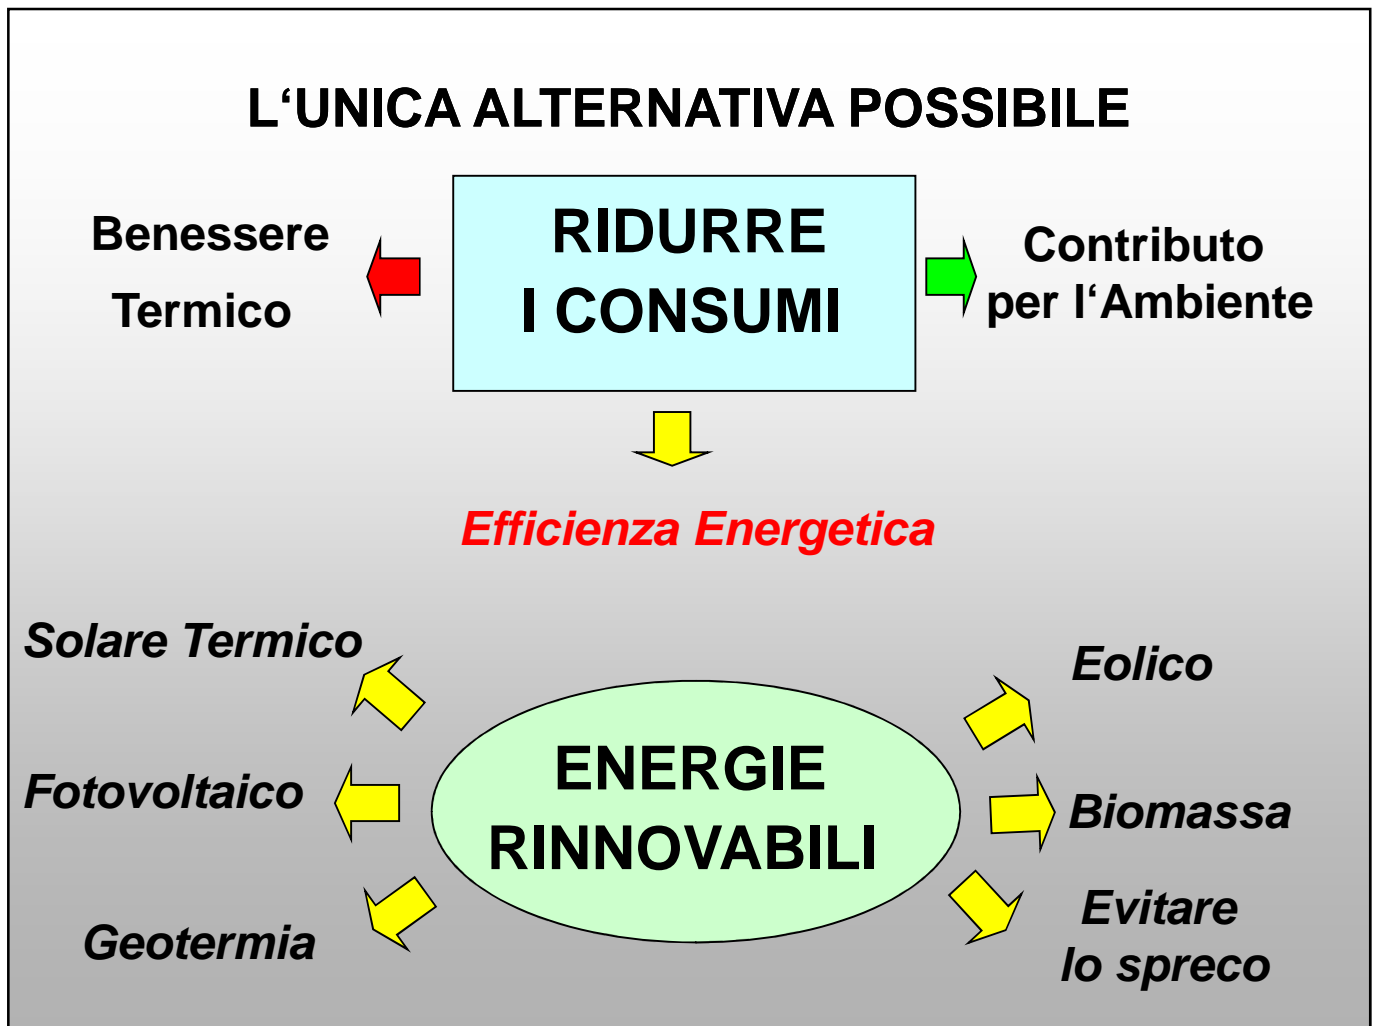 L‘UNICA ALTERNATIVA POSSIBILE
Benessere
Termico
RIDURRE
I CONSUMI
Contributo
per l‘Ambiente
Efficienza Energetica
Solare Termico
Fotovoltaico
Geotermia
ENERGIE
RINNOVABILI
Eolico
Biomassa
Evitare
lo spreco